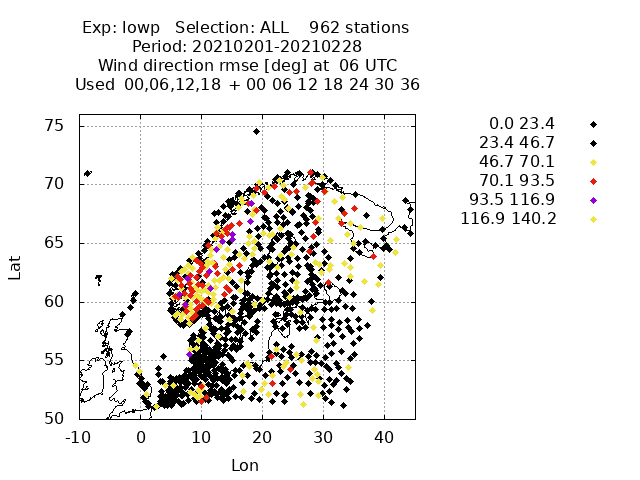 Exp: Iowp Selection: ALL 962 stations
Period: 20210201-20210228
Wind direction rmse [deg] at 06 UTC
Used 00,06,12,18 + 00 06 12 18 24 30 36
0.0 23.4
23.4 46.7
46.7 70.1
70.1 93.5
93.5 116.9
116.9 140.2
75
70
65
60
55
50
Lat
-10 0 10 20 30 40
Lon